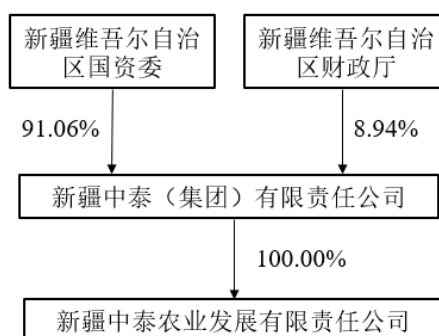 新疆维吾尔自治
区国资委
新疆维吾尔自治
区财政厅
91.06%
8.94%
新疆中泰（集团）有限责任公司
100.00%
新疆中泰农业发展有限责任公司